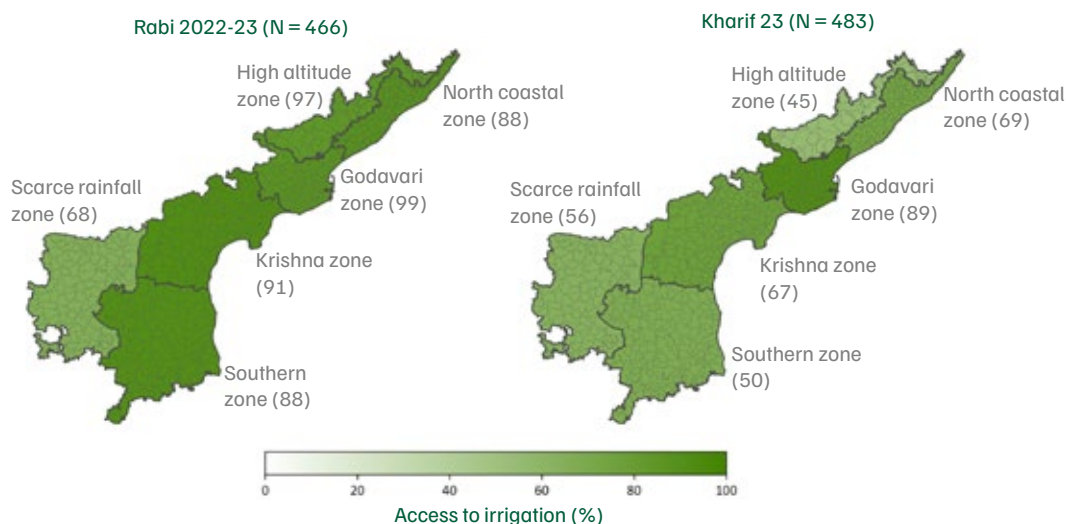 Rabi 2022-23 (N = 466)
High altitude
zone (97)
North coastal
zone (88)
Scarce rainfall
zone (68)
Godavari
zone (99)
Krishna zone
(91)
Southern
zone (88)
Kharif 23 (N = 483)
High altitude
zone (45)
North coastal
zone (69)
Scarce rainfall
zone (56)
Godavari
zone (89)
Krishna zone
(67)
Southern zone
(50)
0 20 40 60 80 100
Access to irrigation (%)